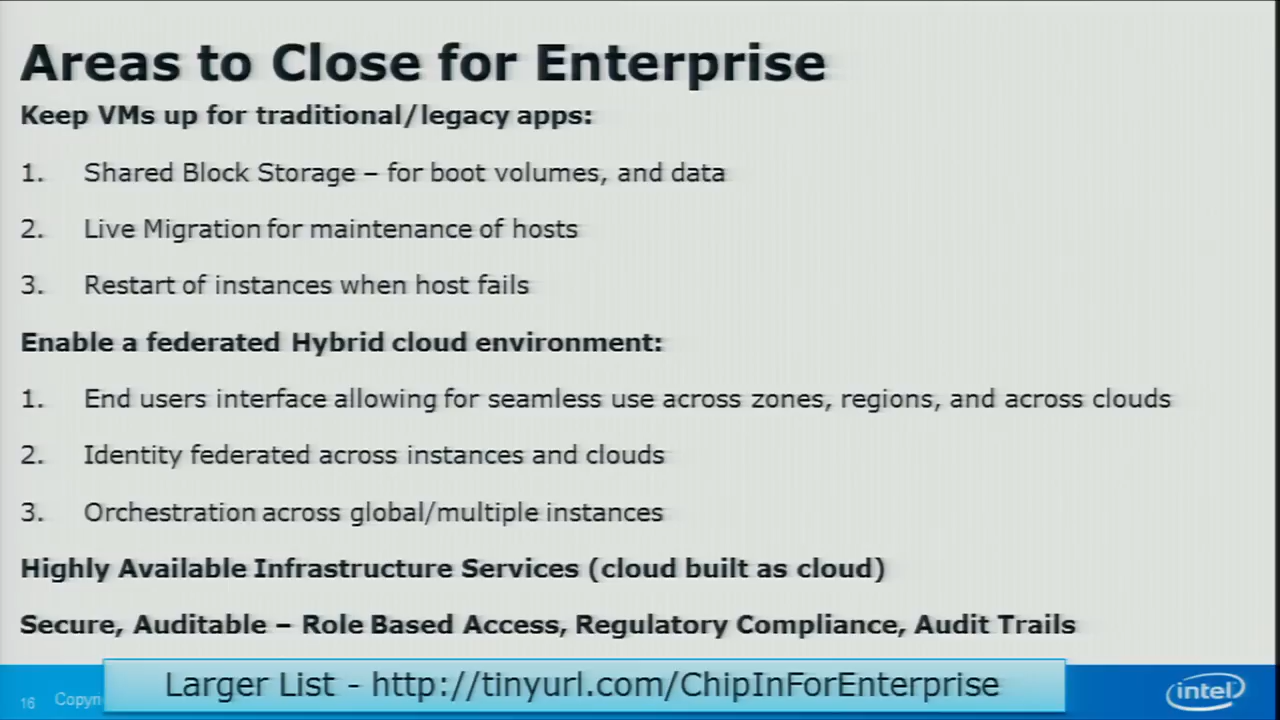 Areas to Close for Enterprise
Keep VMs up for traditional/legacy apps:
1. Shared Block Storage – for boot volumes, and data
2. Live Migration for maintenance of hosts
3. Restart of instances when host fails
Enable a federated Hybrid cloud environment:
1. End users interface allowing for seamless use across zones, regions, and across clouds
2. Identity federated across instances and clouds
3. Orchestration across global/multiple instances
Highly Available Infrastructure Services (cloud built as cloud)
Secure, Auditable – Role Based Access, Regulatory Compliance, Audit Trails
Larger List - http://tinyurl.com/ChipInForEnterprise
16 Copyri
intel